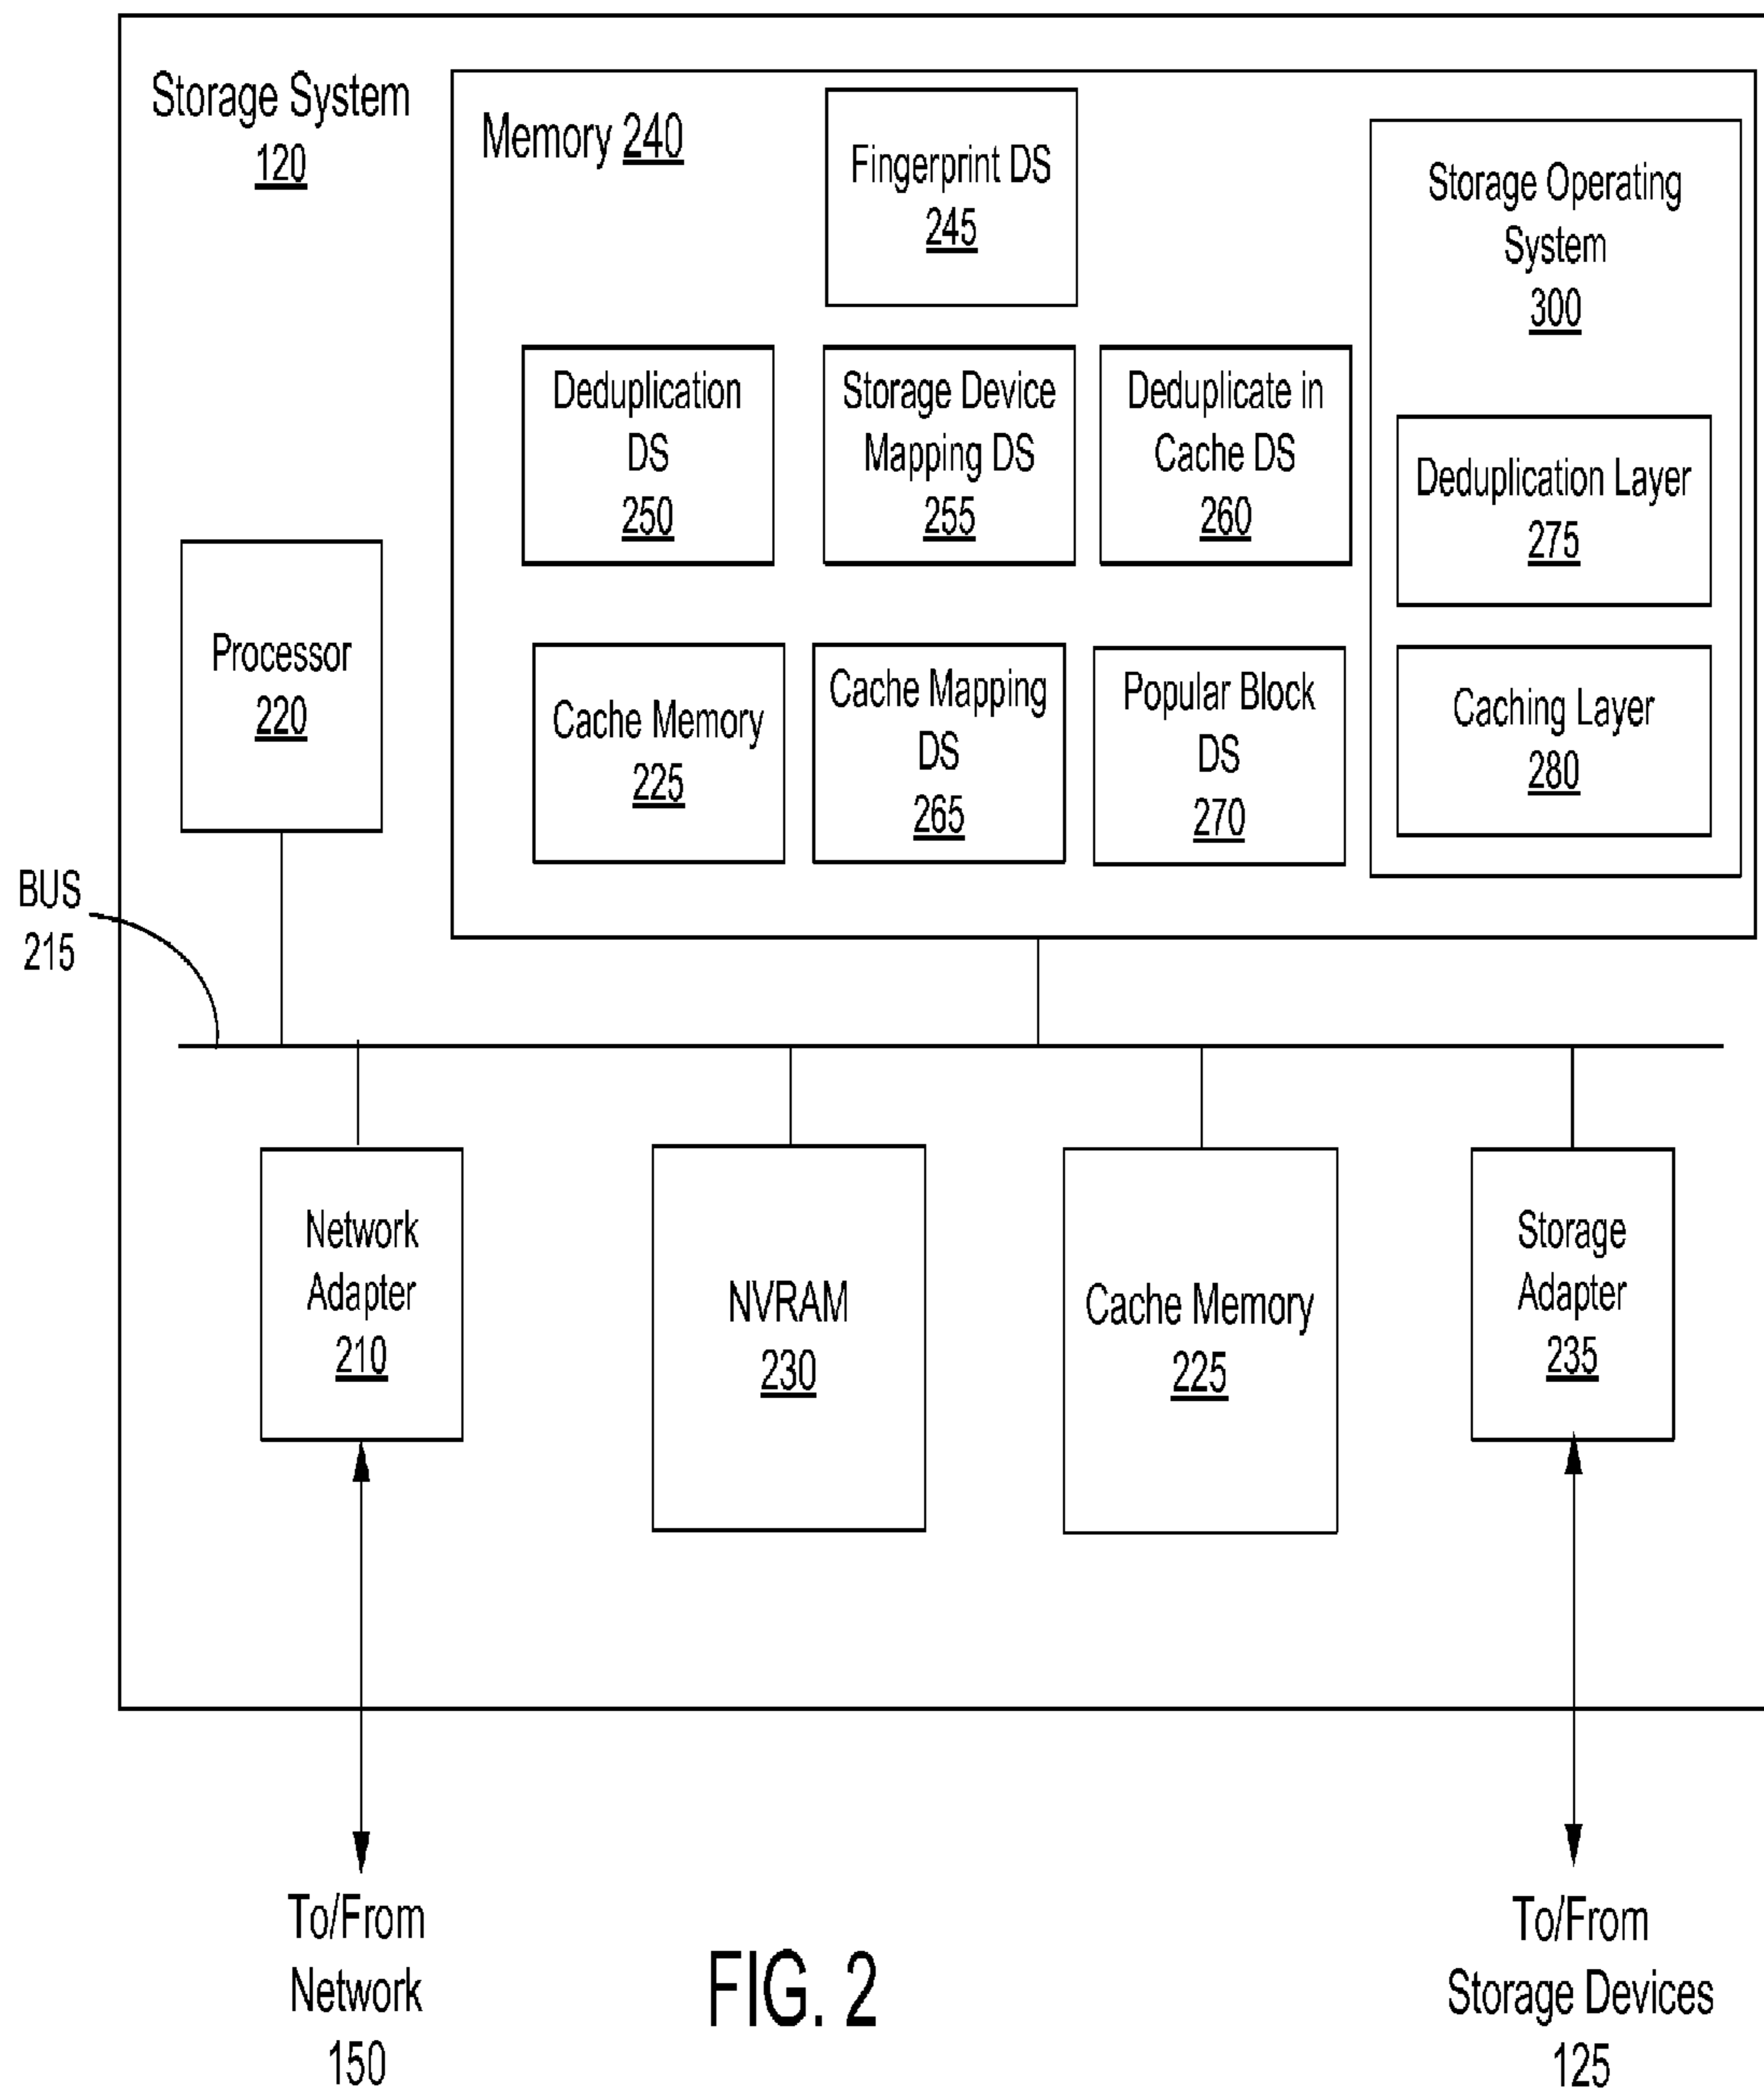 Storage System
120
Memory 240
Fingerprint DS
245
Storage Operating
System
300
Deduplication
DS
250
Storage Device
Mapping DS
255
Deduplicate in
Cache DS
260
Deduplication Layer
275
Processor
220
Cache Memory
225
Cache Mapping
DS
265
Popular Block
DS
270
Caching Layer
280
BUS
215
Network
Adapter
210
NVRAM
230
Cache Memory
225
Storage
Adapter
235
To/From
Network
150
FIG. 2
To/From
Storage Devices
125